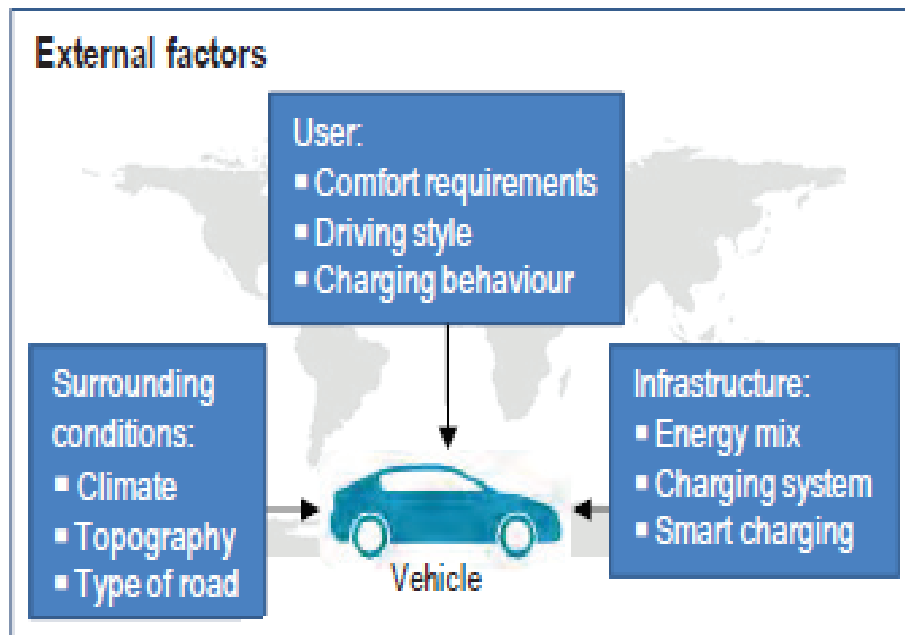 External factors
User:
▪ Comfort requirements
▪ Driving style
▪ Charging behaviour
Surrounding
conditions:
▪ Climate
▪ Topography
▪ Type of road
Infrastructure:
▪ Energy mix
▪ Charging system
▪ Smart charging
Vehicle